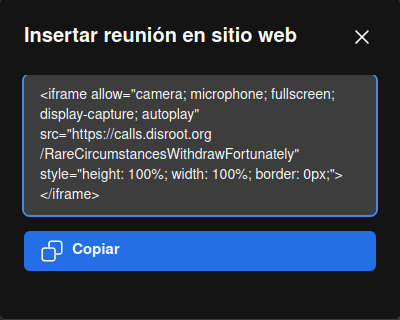 Insertar reunión en sitio web
<iframe allow="camera; microphone; fullscreen;
display-capture; autoplay"
src="https://calls.disroot.org
/RareCircumstancesWithdrawFortunately"
style="height: 100%; width: 100%; border: 0px;">
</iframe>
Copiar